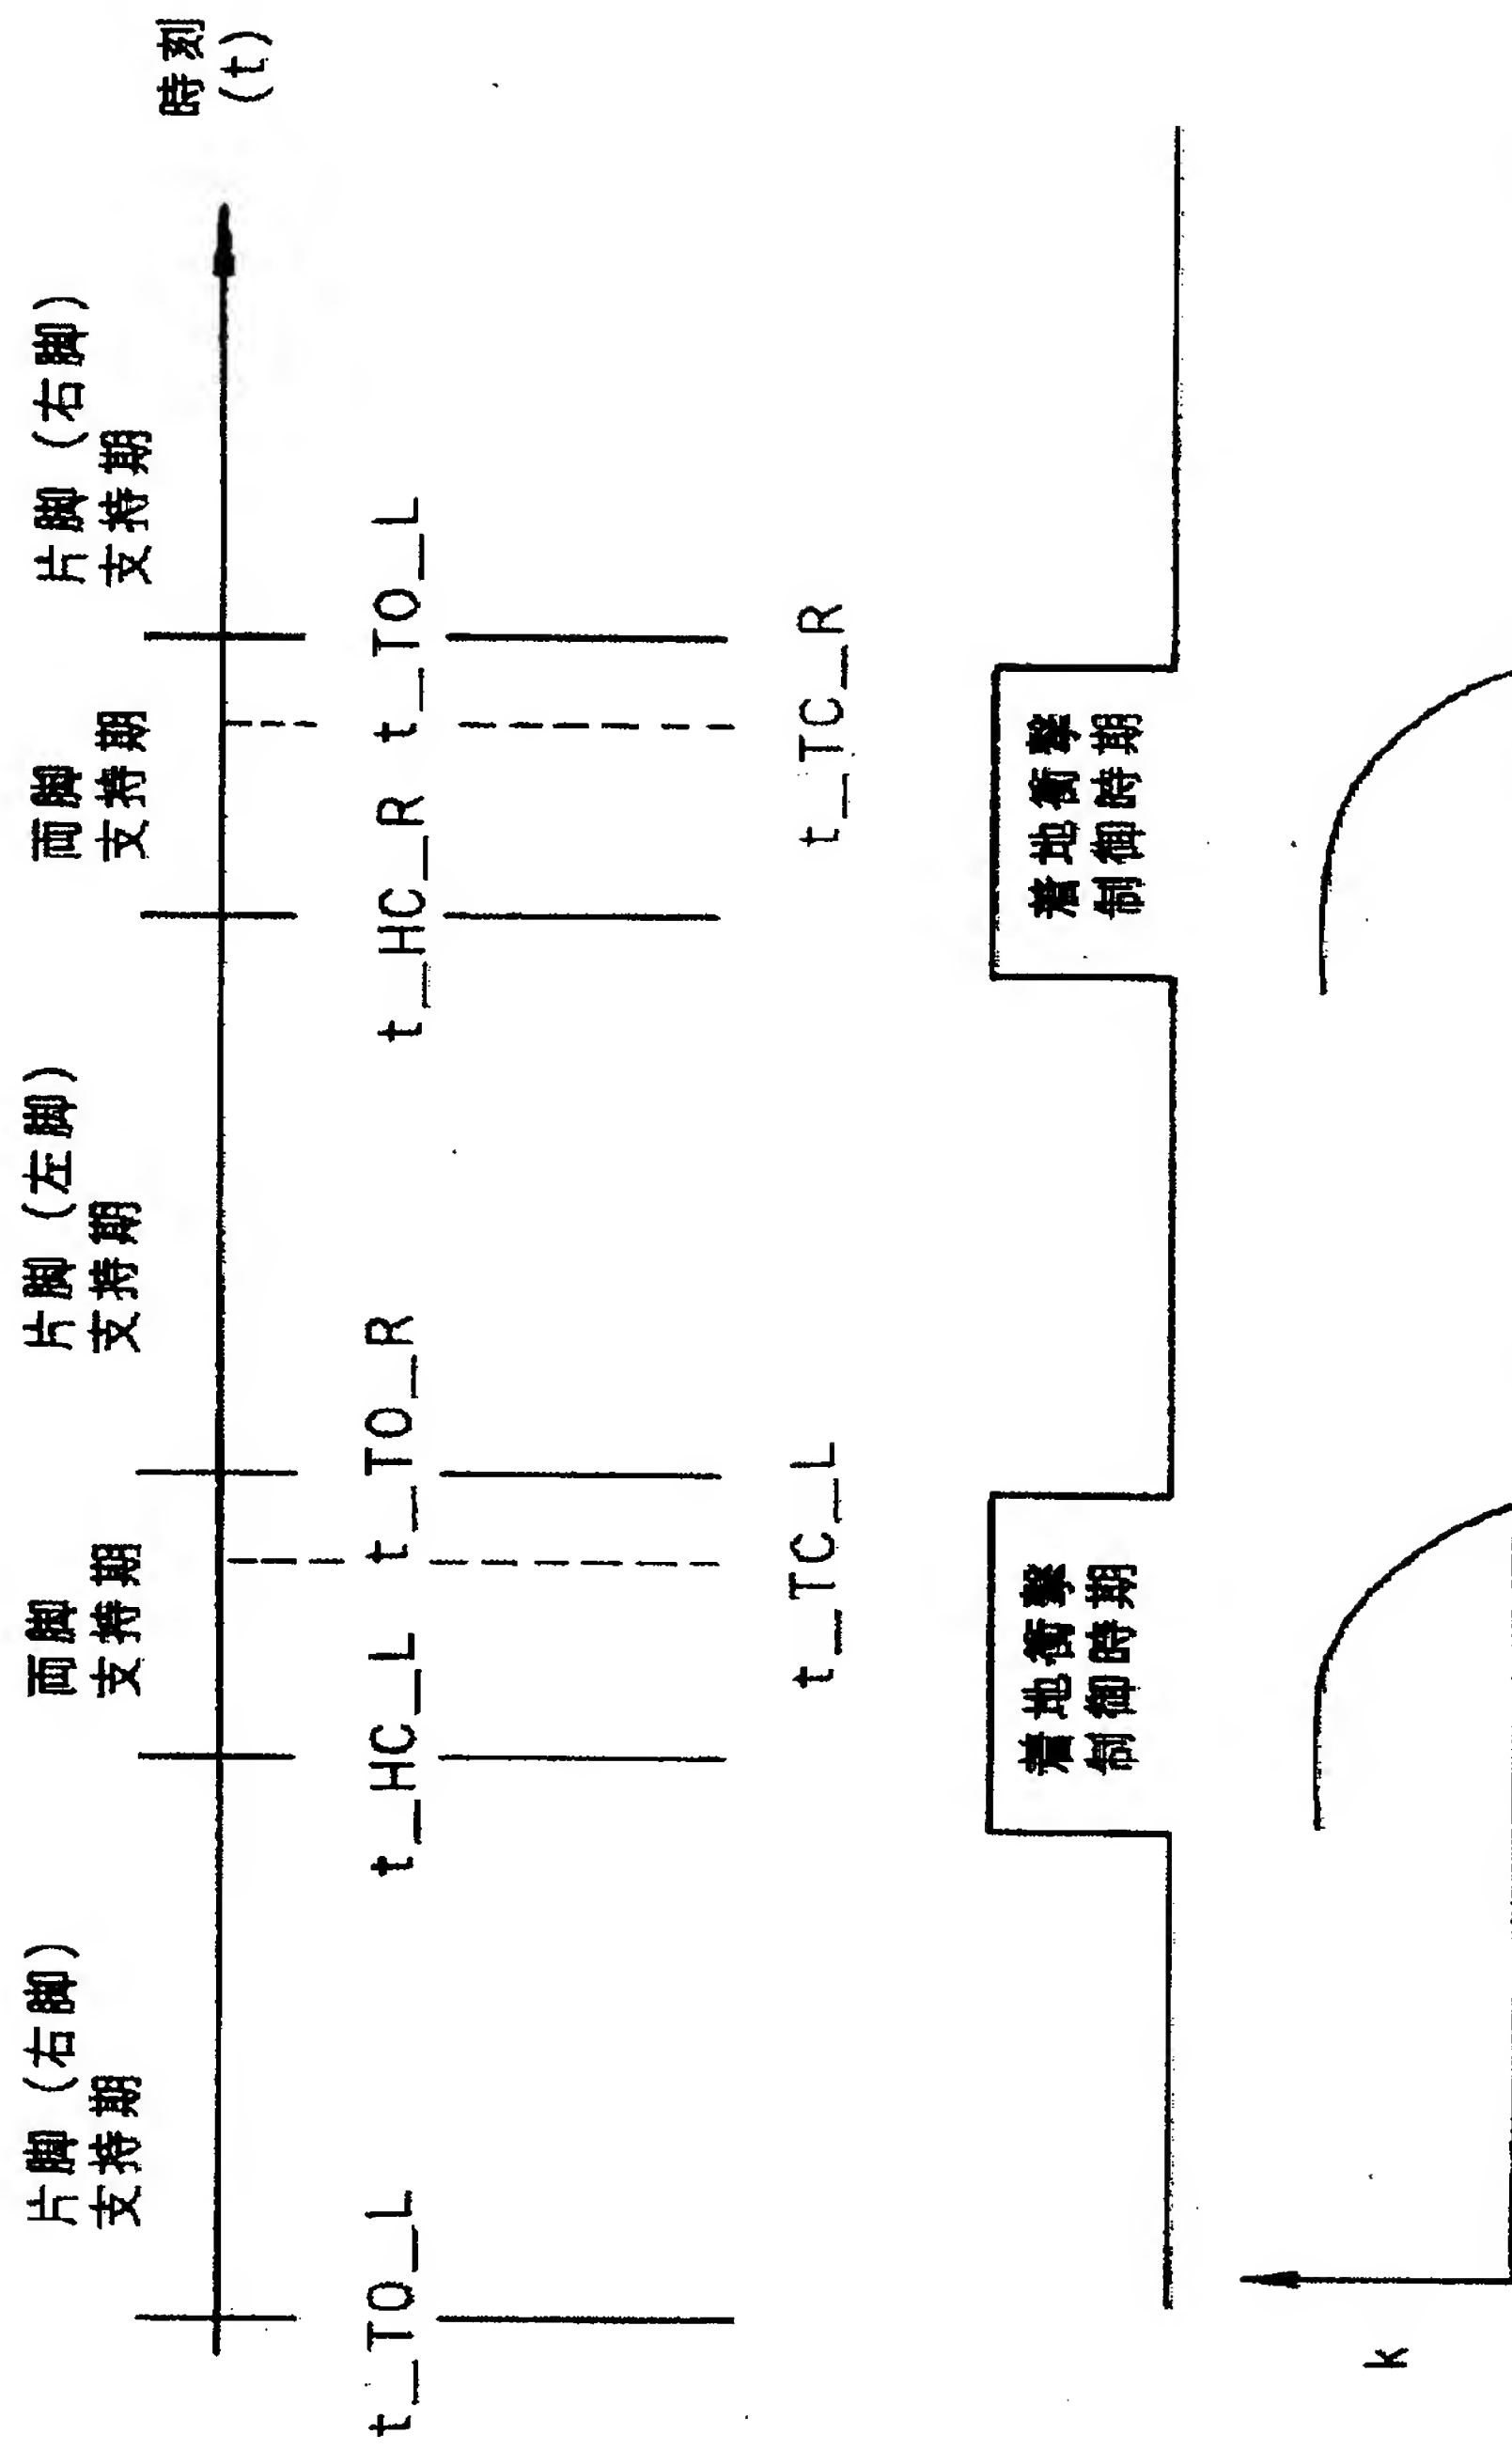 片脚 (右脚)
支持期
両脚
支持期
片脚 (左脚)
支持期
両脚
支持期
片脚 (右脚)
支持期
時刻
(t)
t_TO_L
t_HC_L
t_TO_R
t_HC_R
t_TO_L
t_TC_L
t_TC_R
着地衝撃
制御時期
着地衝撃
制御時期
k